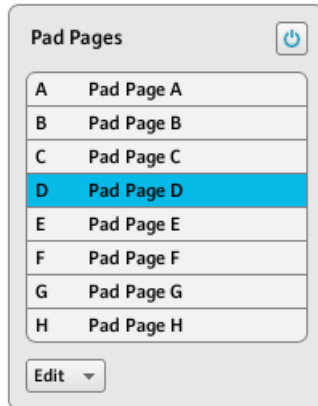 Pad Pages
A Pad Page A
B Pad Page B
C Pad Page C
D Pad Page D
E Pad Page E
F Pad Page F
G Pad Page G
H Pad Page H
Edit